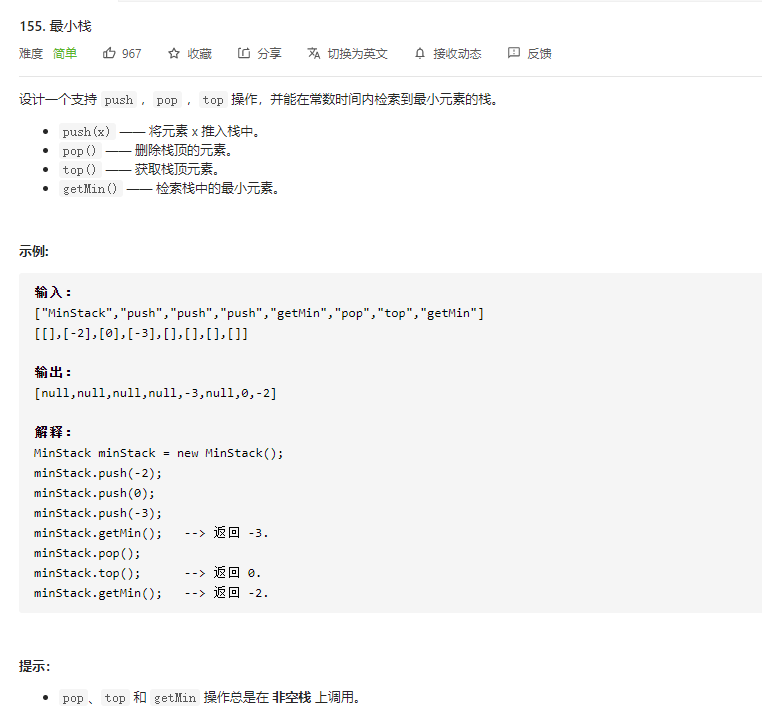 155. 最小栈
难度 简单 967 收藏 分享 切换为英文 接收动态 反馈
设计一个支持 push ，pop ，top 操作，并能在常数时间内检索到最小元素的栈。
push(x) —— 将元素 x 推入栈中。
pop() —— 删除栈顶的元素。
top() —— 获取栈顶元素。
getMin() —— 检索栈中的最小元素。
示例:
输入：
["MinStack","push","push","push","getMin","pop","top","getMin"]
[[],[-2],[0],[-3],[],[],[],[]]
输出：
[null,null,null,null,-3,null,0,-2]
解释：
MinStack minStack = new MinStack();
minStack.push(-2);
minStack.push(0);
minStack.push(-3);
minStack.getMin();   --> 返回 -3.
minStack.pop();
minStack.top();      --> 返回 0.
minStack.getMin();   --> 返回 -2.
提示：
pop 、top 和 getMin 操作总是在 非空栈 上调用。